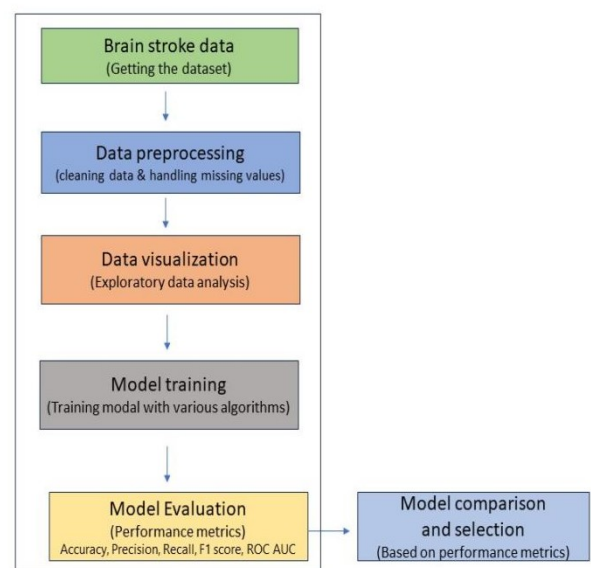 Brain stroke data
(Getting the dataset)
Data preprocessing
(cleaning data & handling missing values)
Data visualization
(Exploratory data analysis)
Model training
(Training modal with various algorithms)
Model Evaluation
(Performance metrics)
Accuracy, Precision, Recall, F1 score, ROC AUC
Model comparison
and selection
(Based on performance metrics)